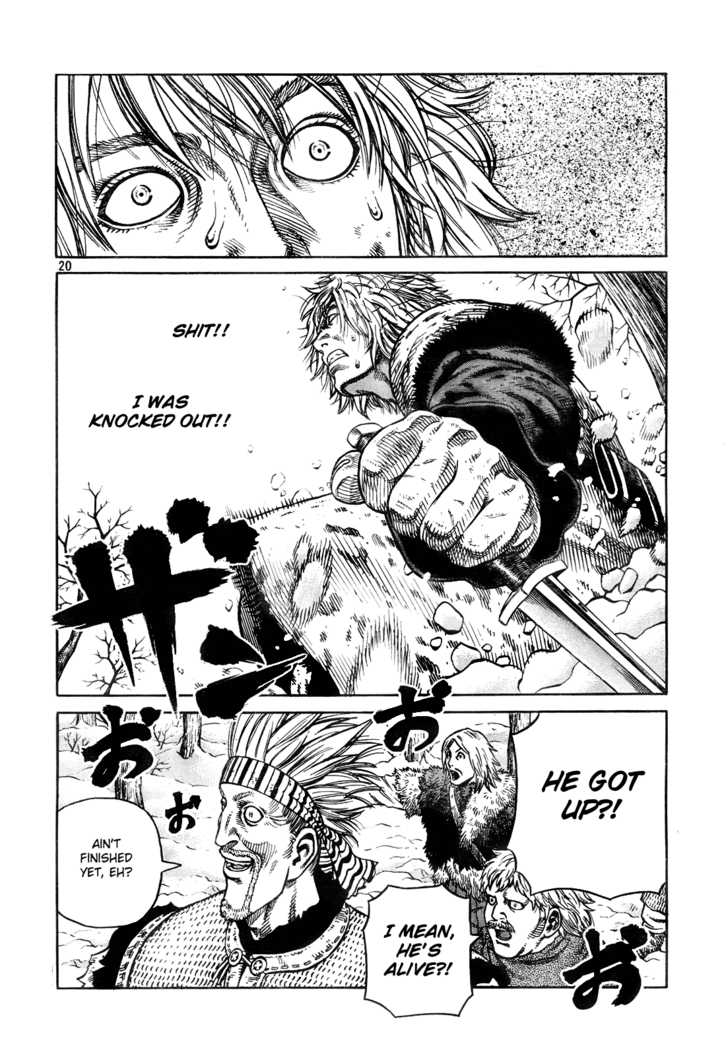 20
SHIT!!
I WAS
KNOCKED OUT!!
ザン
HE GOT
UP?!
I MEAN,
HE'S
ALIVE?!
お
お
お
お
AIN'T
FINISHED
YET, EH?